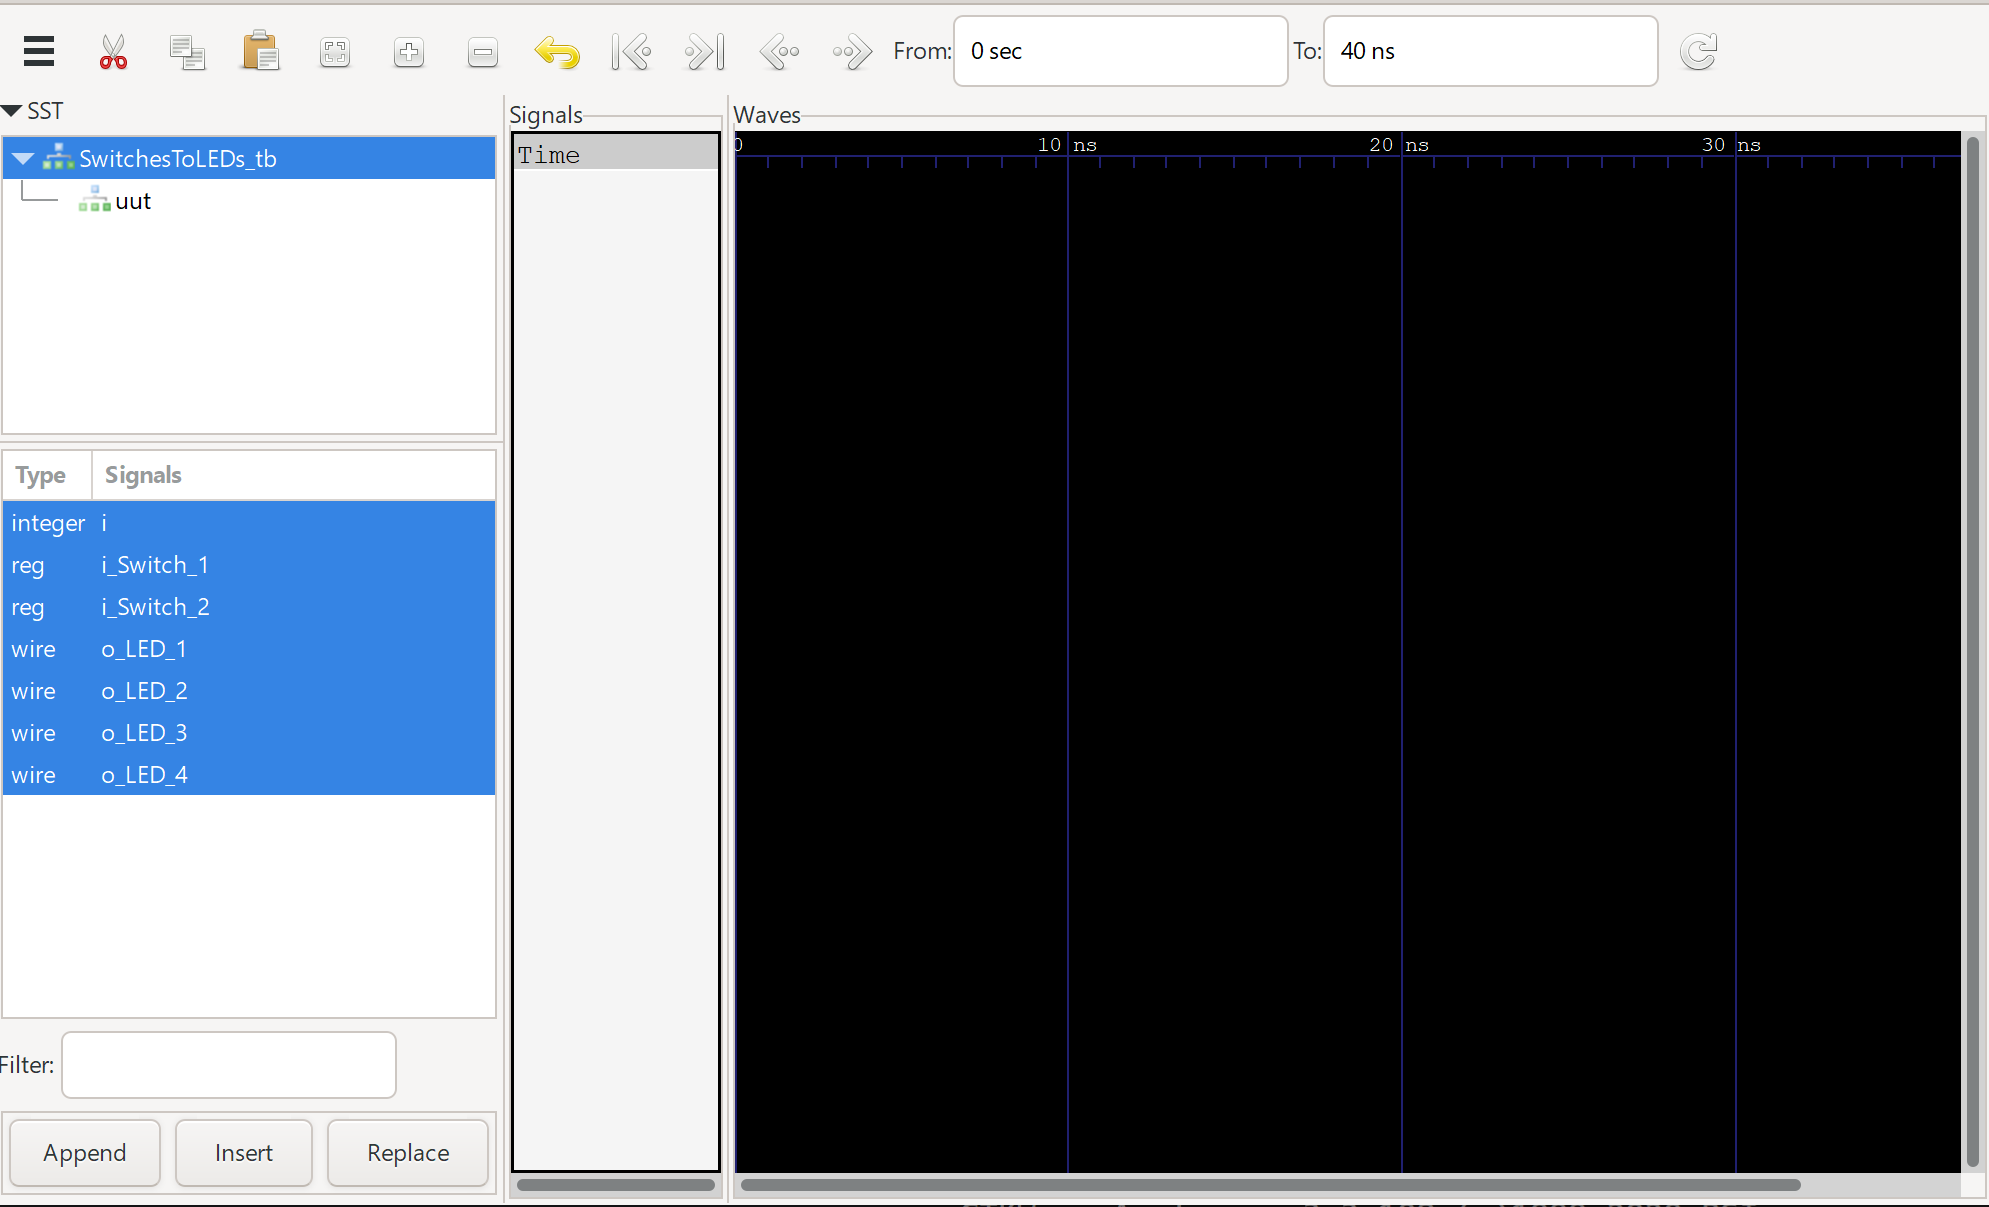 From: 0 sec To: 40 ns
SST
SwitchesToLEDs_tb
uut
Type Signals
integer i
reg i_Switch_1
reg i_Switch_2
wire o_LED_1
wire o_LED_2
wire o_LED_3
wire o_LED_4
Filter:
Append Insert Replace
Signals
Time
Waves
0 10 ns 20 ns 30 ns